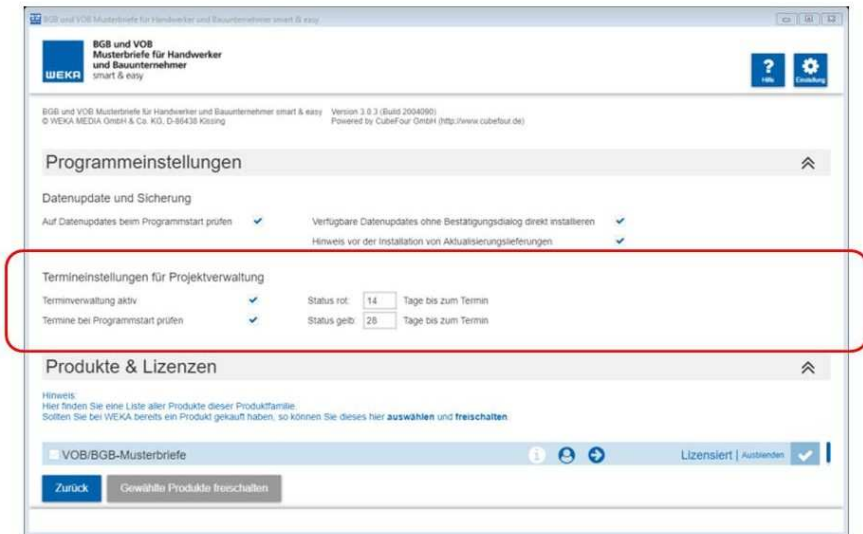 BGB und VOB Musterbriefe für Handwerker und Bauunternehmer smart & easy
WEKA
BGB und VOB
Musterbriefe für Handwerker
und Bauunternehmer
smart & easy
?
Hilfe
Einstellung
BGB und VOB Musterbriefe für Handwerker und Bauunternehmer smart & easy Version 3.0.3 (Build 2004090)
© WEKA MEDIA GmbH & Co. KG, D-86438 Kissing Powered by CubeFour GmbH (http://www.cubefour.de)
Programmeinstellungen
Datenupdate und Sicherung
Auf Datenupdates beim Programmstart prüfen Verfügbare Datenupdates ohne Bestätigungsdialog direkt installieren
Hinweis vor der Installation von Aktualisierungslieferungen
Termineinstellungen für Projektverwaltung
Terminverwaltung aktiv Status rot: 14 Tage bis zum Termin
Termine bei Programmstart prüfen Status gelb: 28 Tage bis zum Termin
Produkte & Lizenzen
Hinweis:
Hier finden Sie eine Liste aller Produkte dieser Produktfamilie.
Sollten Sie bei WEKA bereits ein Produkt gekauft haben, so können Sie dieses hier auswählen und freischalten.
VOB/BGB-Musterbriefe i Lizensiert | Ausblenden
Zurück Gewählte Produkte freischalten